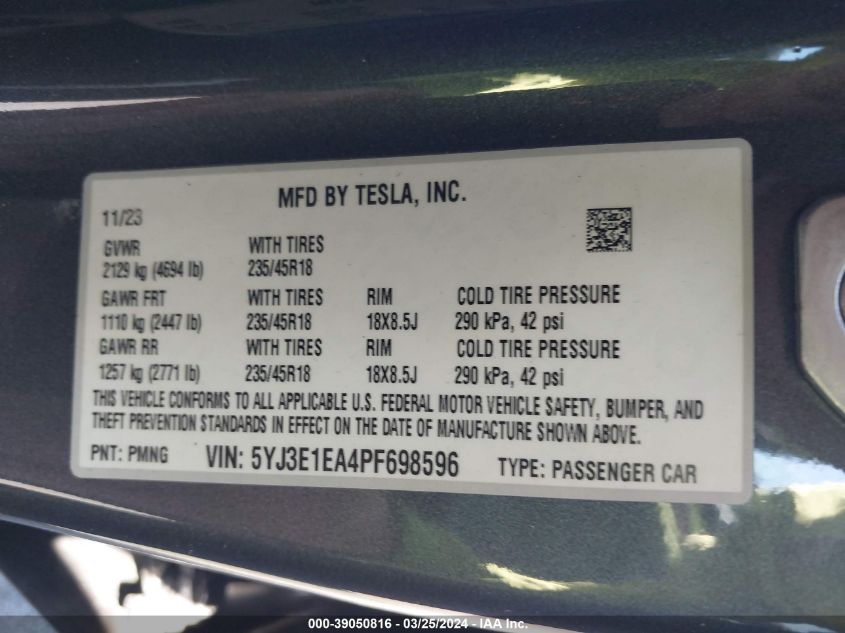 MFD BY TESLA, INC.
11/23
GVWR WITH TIRES
2129 kg (4694 lb) 235/45R18
GAWR FRT WITH TIRES RIM COLD TIRE PRESSURE
1110 kg (2447 lb) 235/45R18 18X8.5J 290 kPa, 42 psi
GAWR RR WITH TIRES RIM COLD TIRE PRESSURE
1257 kg (2771 lb) 235/45R18 18X8.5J 290 kPa, 42 psi
THIS VEHICLE CONFORMS TO ALL APPLICABLE U.S. FEDERAL MOTOR VEHICLE SAFETY, BUMPER, AND
THEFT PREVENTION STANDARDS IN EFFECT ON THE DATE OF MANUFACTURE SHOWN ABOVE.
PNT: PMNG VIN: 5YJ3E1EA4PF698596 TYPE: PASSENGER CAR
000-39050816 - 03/25/2024 - IAA Inc.